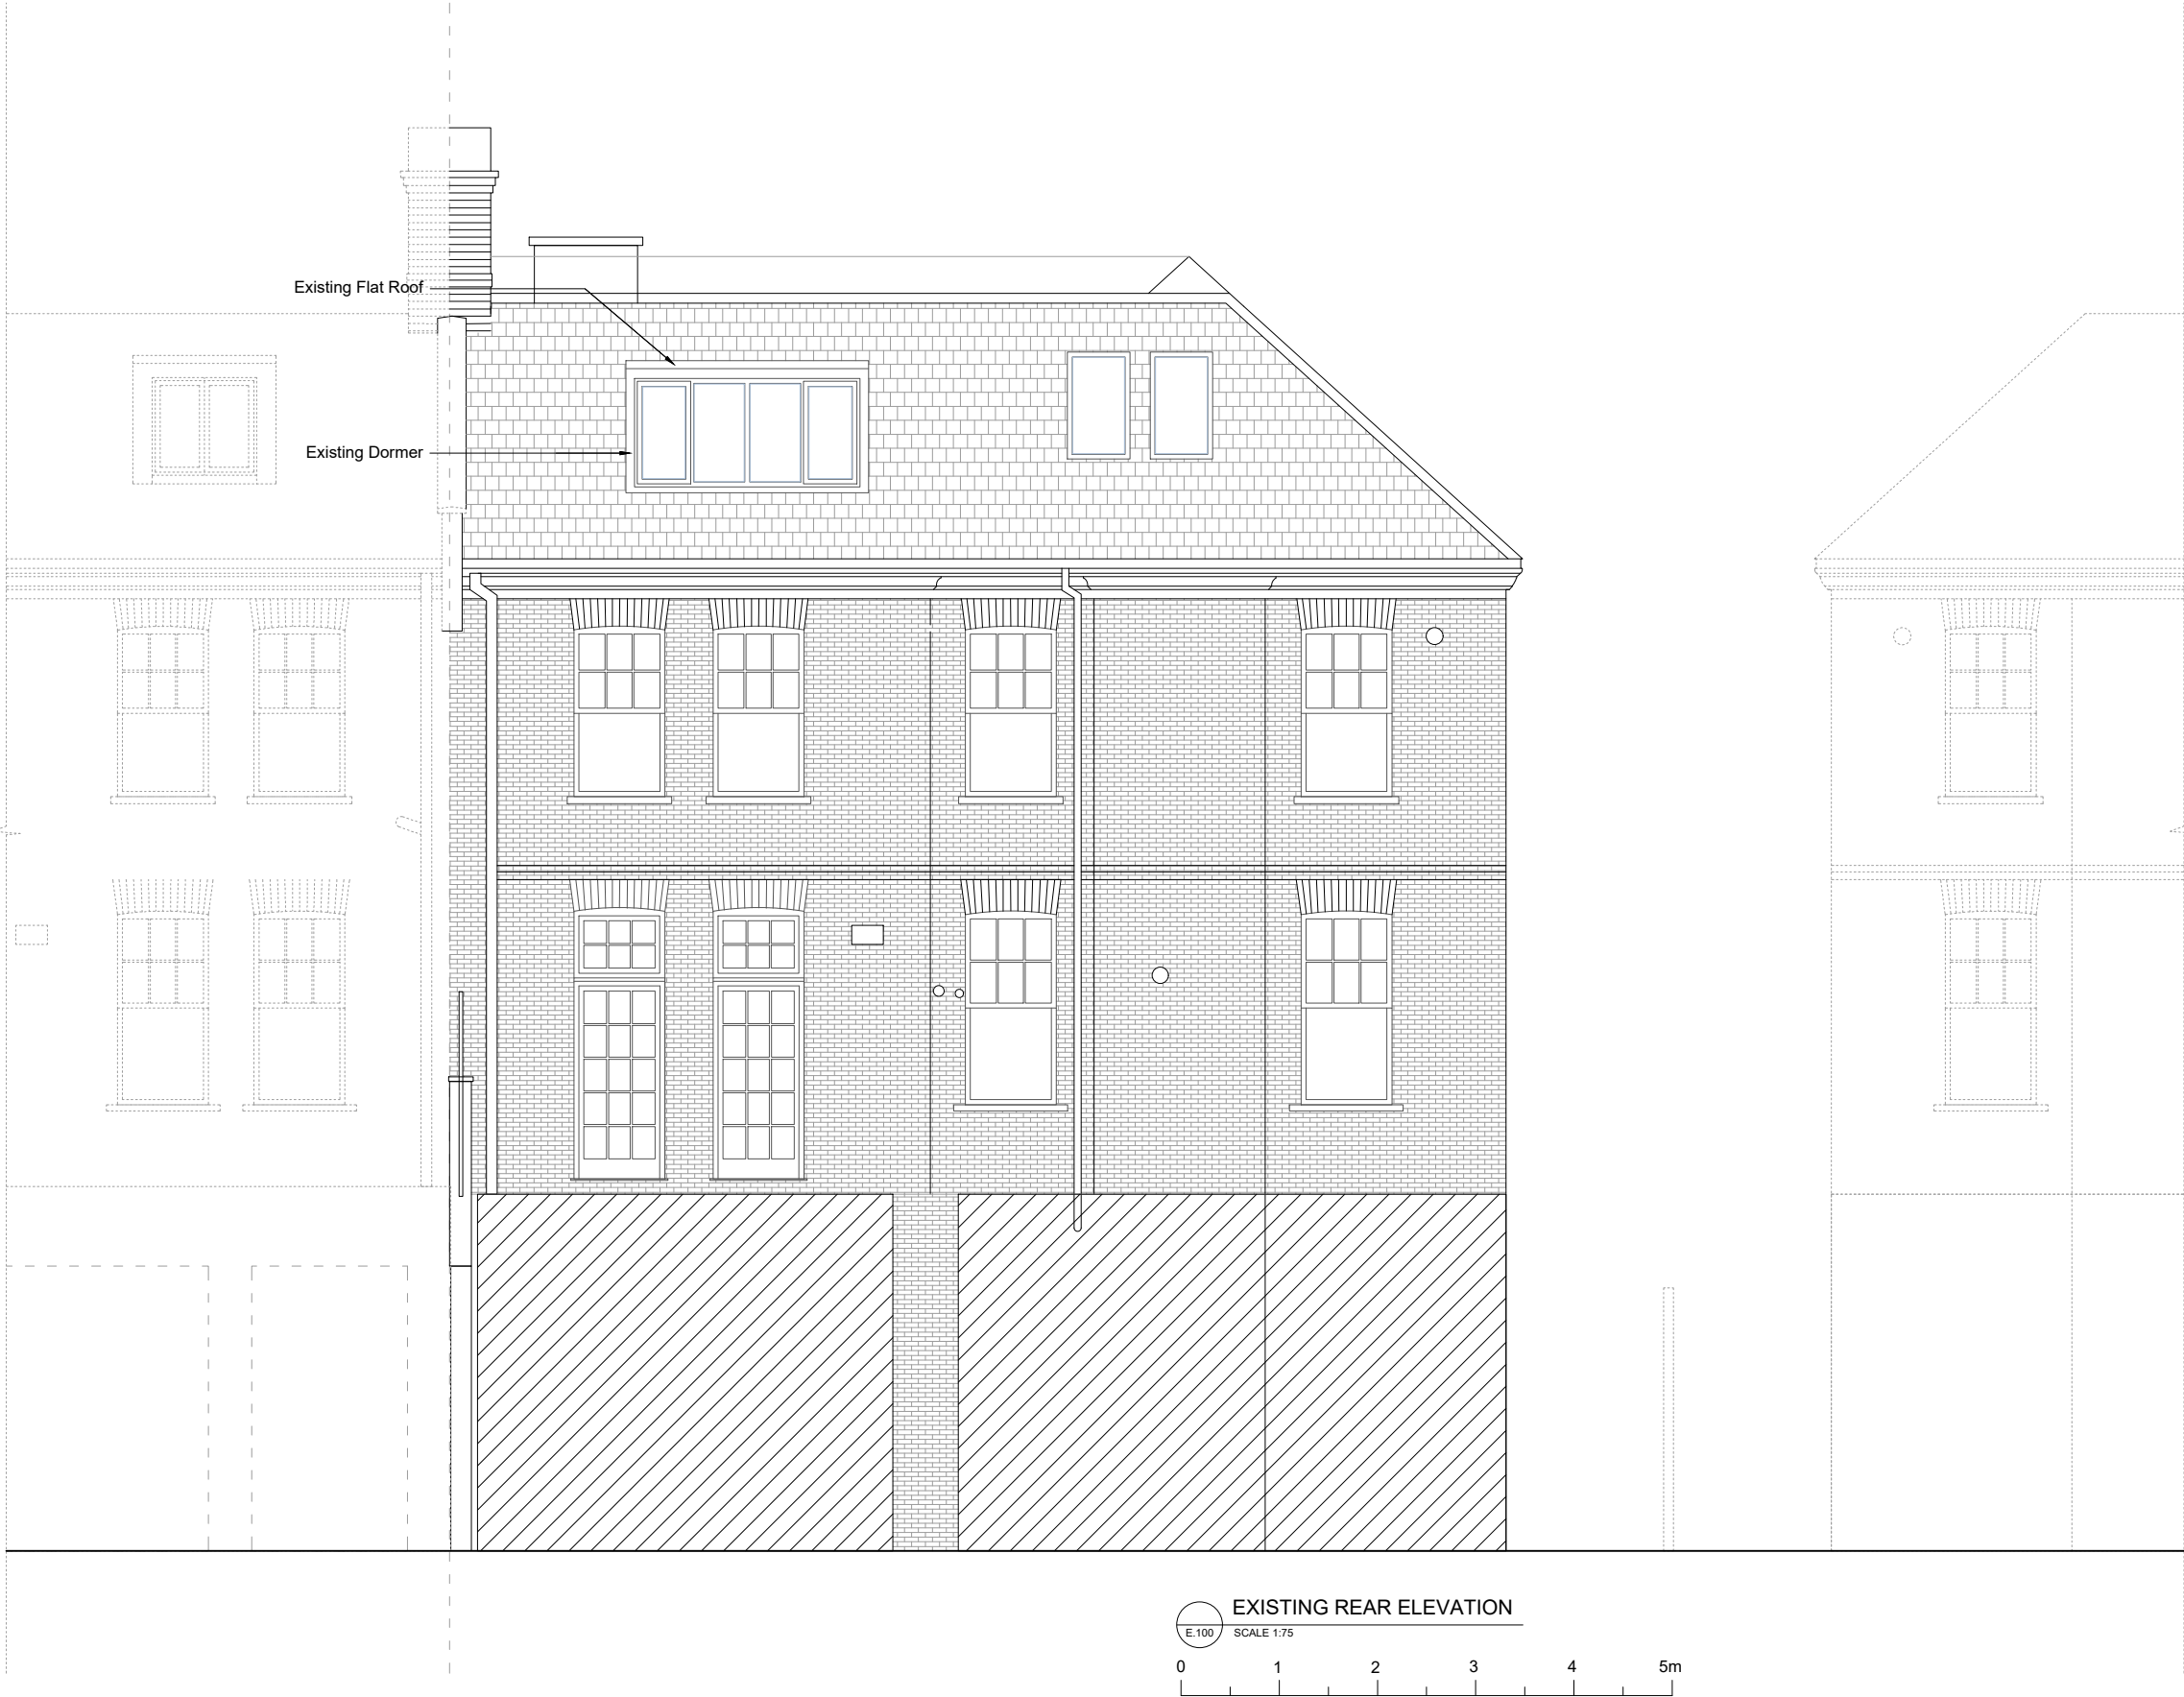 Existing Flat Roof
Existing Dormer
EXISTING REAR ELEVATION
E.100 SCALE 1:75
0 1 2 3 4 5m